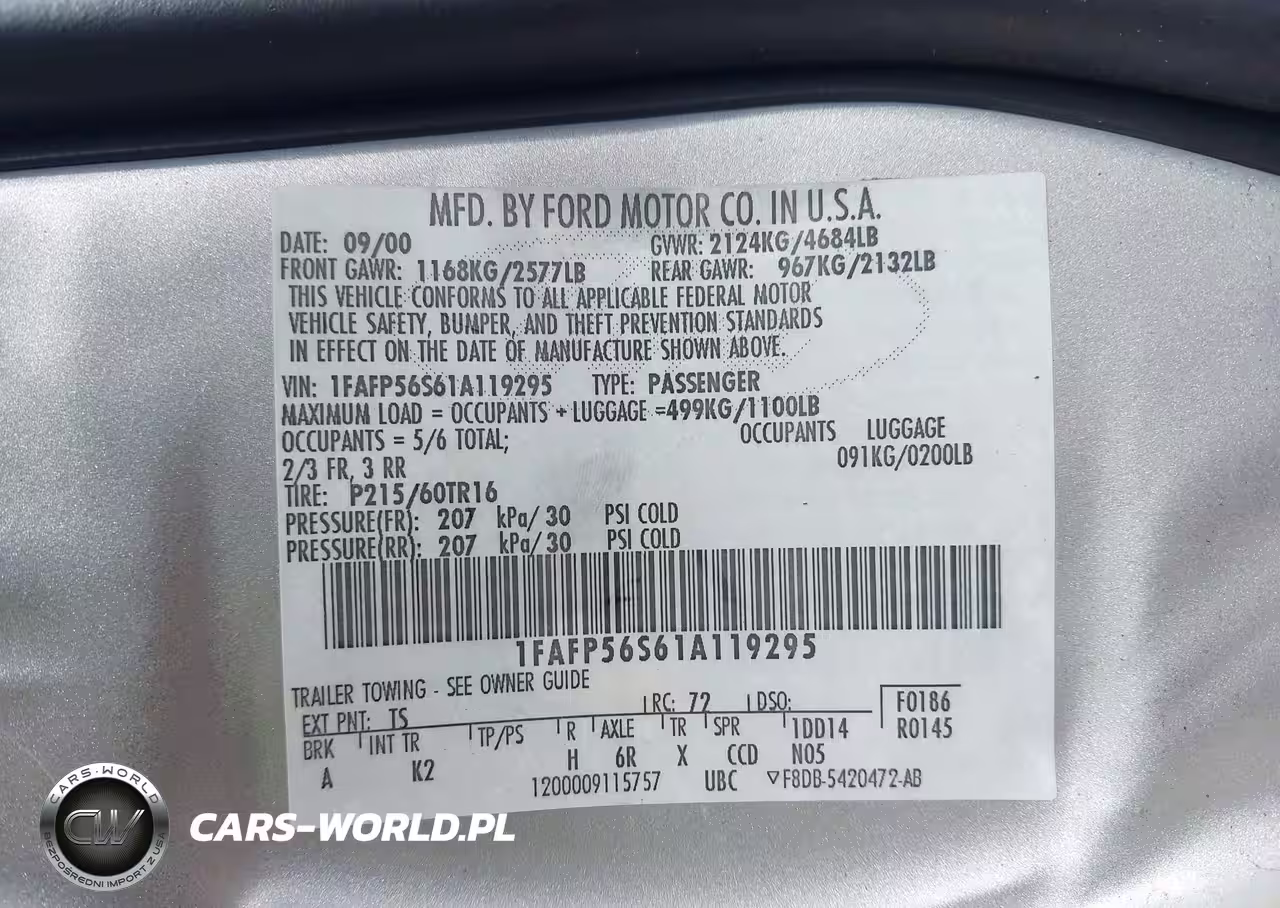 MFD. BY FORD MOTOR CO. IN U.S.A.
DATE: 09/00 GVWR: 2124KG/4684LB
FRONT GAWR: 1168KG/2577LB REAR GAWR: 967KG/2132LB
THIS VEHICLE CONFORMS TO ALL APPLICABLE FEDERAL MOTOR
VEHICLE SAFETY, BUMPER, AND THEFT PREVENTION STANDARDS
IN EFFECT ON THE DATE OF MANUFACTURE SHOWN ABOVE.
VIN: 1FAFP56S61A119295 TYPE: PASSENGER
MAXIMUM LOAD = OCCUPANTS + LUGGAGE =499KG/1100LB
OCCUPANTS = 5/6 TOTAL; OCCUPANTS LUGGAGE
2/3 FR, 3 RR 091KG/0200LB
TIRE: P215/60TR16
PRESSURE(FR): 207 kPa/ 30 PSI COLD
PRESSURE(RR): 207 kPa/ 30 PSI COLD
1FAFP56S61A119295
TRAILER TOWING - SEE OWNER GUIDE
EXT PNT: TS RC: 72 DSO: F0186
BRK INT TR TP/PS R AXLE TR SPR 1DD14 R0145
A K2 H 6R X CCD N05
1200009115757 UBC ▽F8DB-5420472-AB
CARS-WORLD
CW
BEZPOŚREDNI IMPORT Z USA
CARS-WORLD.PL